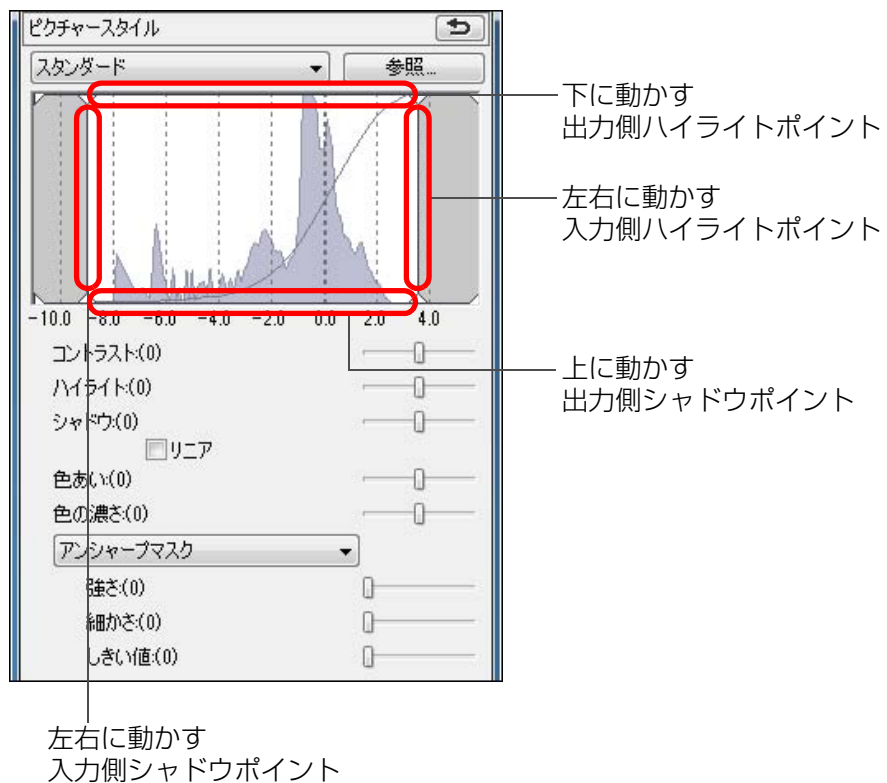 ピクチャースタイル
スタンダード
参照...
-10.0 -8.0 -6.0 -4.0 -2.0 0.0 2.0 4.0
コントラスト:(0)
ハイライト:(0)
シャドウ:(0)
リニア
色あい:(0)
色の濃さ:(0)
アンシャープマスク
強さ:(0)
細かさ:(0)
しきい値:(0)
下に動かす
出力側ハイライトポイント
左右に動かす
入力側ハイライトポイント
上に動かす
出力側シャドウポイント
左右に動かす
入力側シャドウポイント